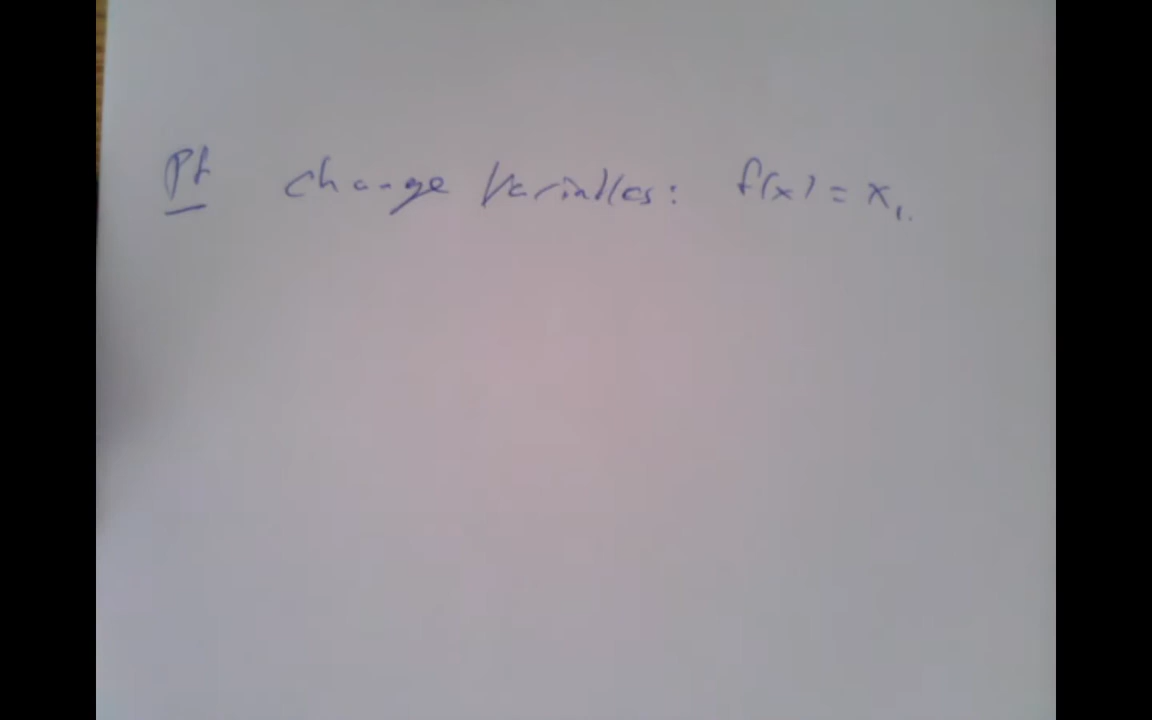 Pf change variables: f(x) = x₁.